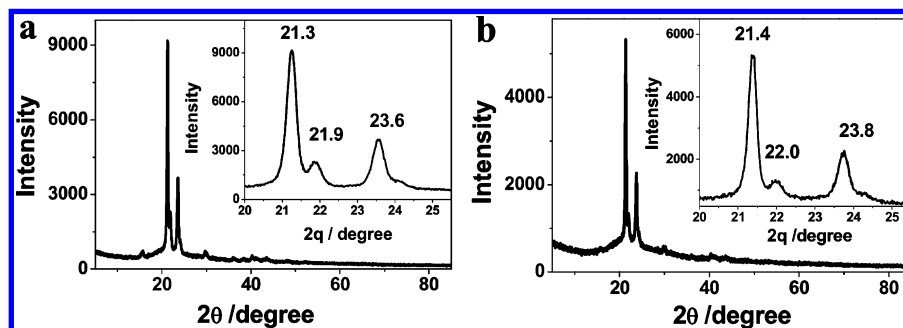 a
9000
6000
3000
0
Intensity
20 40 60 80
2θ /degree
21.3
21.9
23.6
9000
6000
3000
0
Intensity
20 21 22 23 24 25
2q / degree
b
4000
2000
0
Intensity
20 40 60 80
2θ /degree
21.4
22.0
23.8
6000
4000
2000
Intensity
20 21 22 23 24 25
2q /degree